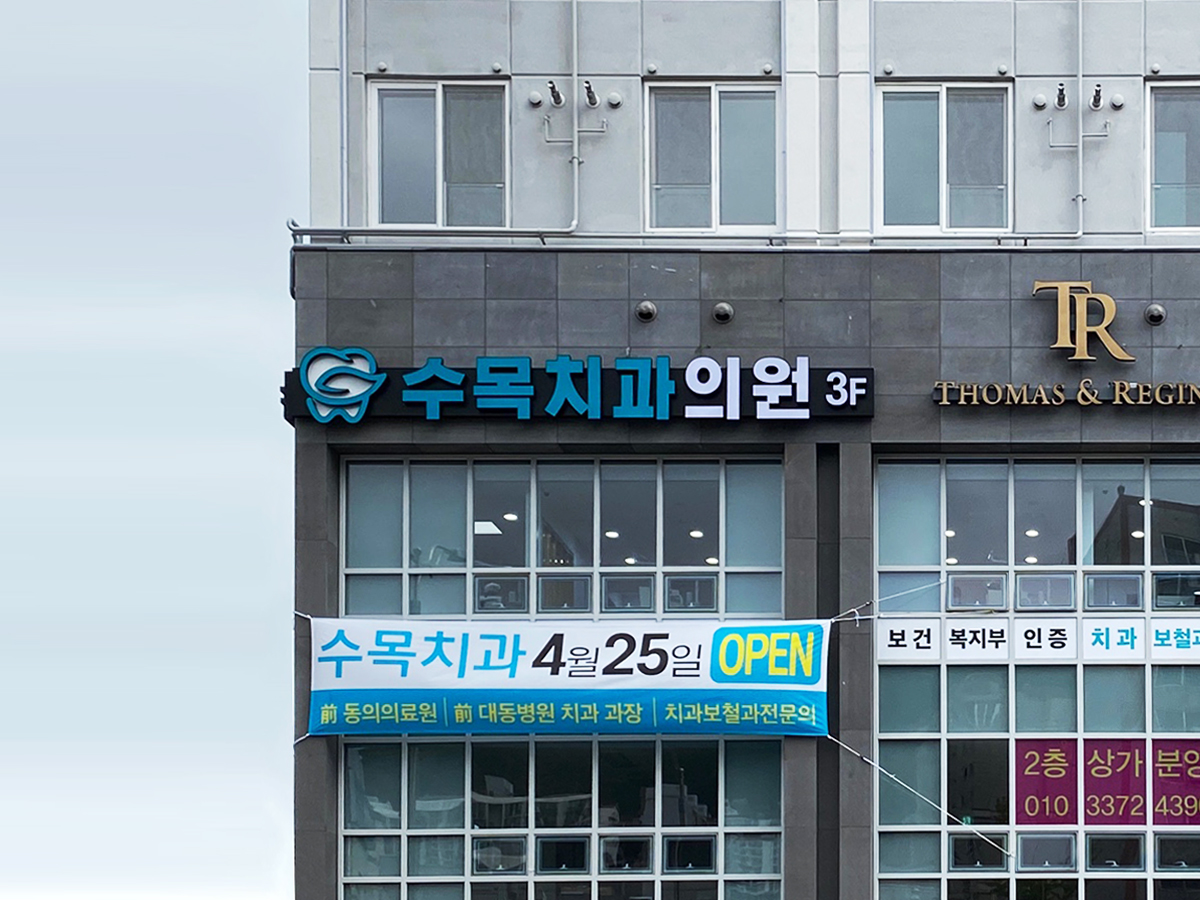 TR
수목치과의원 3F
THOMAS & REGIN
수목치과 4월25일 OPEN
前 동의의료원 | 前 대동병원 치과 과장 | 치과보철과전문의
보건 복지부 인증 치과 보철과
2층 상가 분양
010 3372 439